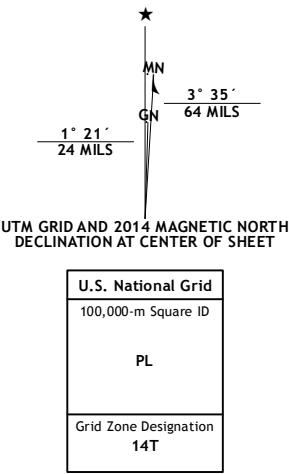 MN
3° 35´
64 MILS
GN
1° 21´
24 MILS
UTM GRID AND 2014 MAGNETIC NORTH
DECLINATION AT CENTER OF SHEET
U.S. National Grid
100,000-m Square ID
PL
Grid Zone Designation
14T